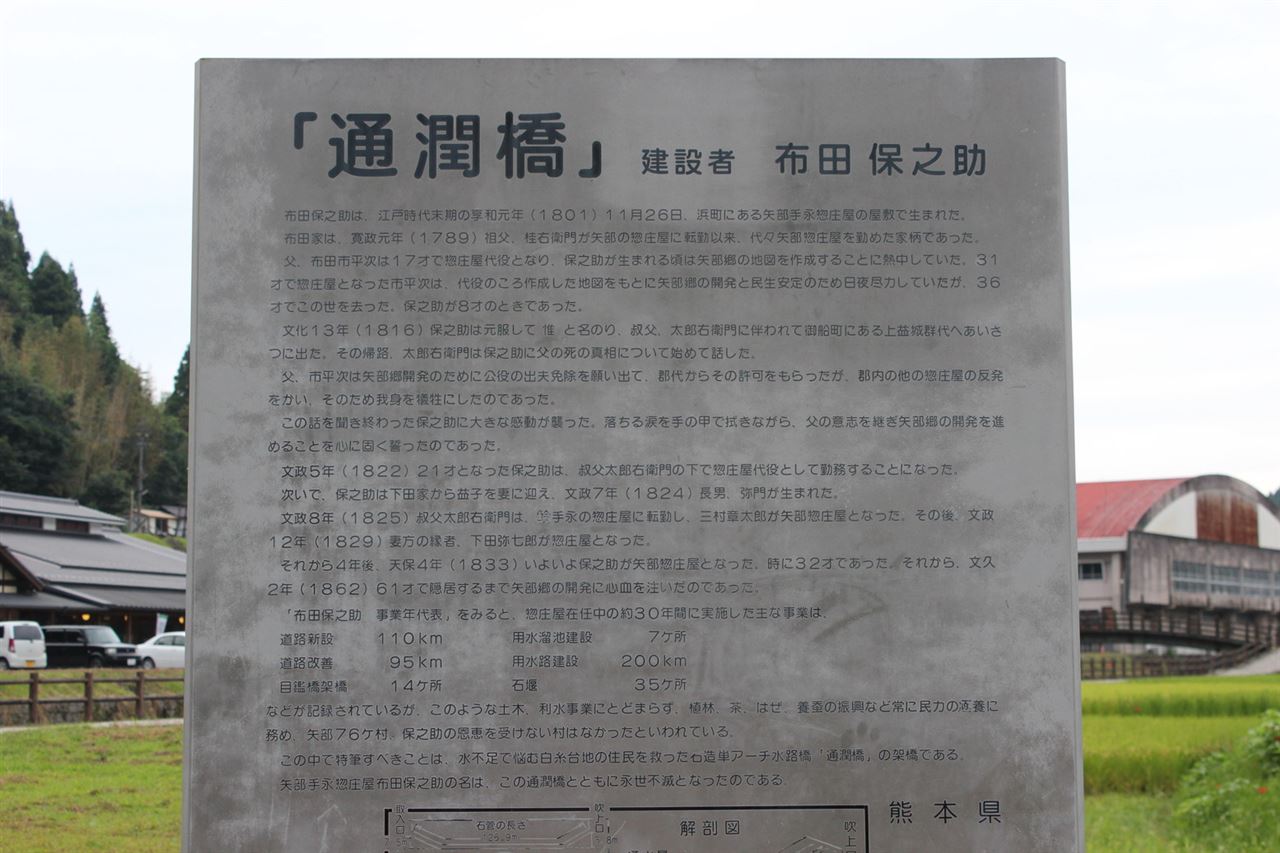 「通潤橋」 建設者 布田 保之助
布田保之助は、江戸時代末期の享和元年（1801）11月26日、浜町にある矢部手永惣庄屋の屋敷で生まれた。
布田家は、寛政元年（1789）祖父、桂右衛門が矢部の惣庄屋に転勤以来、代々矢部惣庄屋を勤めた家柄であった。
父、布田市平次は17才で惣庄屋代役となり、保之助が生まれる頃は矢部郷の地図を作成することに熱中していた。31
才で惣庄屋となった市平次は、代役のころ作成した地図をもとに矢部郷の開発と民生安定のため日夜尽力していたが、36
才でこの世を去った。保之助が8才のときであった。
文化13年（1816）保之助は元服して 惟 と名のり、叔父、太郎右衛門に伴われて御船町にある上益城群代へあいさ
つに出た。その帰路、太郎右衛門は保之助に父の死の真相について始めて話した。
父、市平次は矢部郷開発のために公役の出夫免除を願い出て、郡代からその許可をもらったが、郡内の他の惣庄屋の反発
をかい、そのため我身を犠牲にしたのであった。
この話を聞き終わった保之助に大きな感動が襲った。落ちる涙を手の甲で拭きながら、父の意志を継ぎ矢部郷の開発を進
めることを心に固く誓ったのであった。
文政5年（1822）21才となった保之助は、叔父太郎右衛門の下で惣庄屋代役として勤務することになった。
次いで、保之助は下田家から益子を妻に迎え、文政7年（1824）長男、弥門が生まれた。
文政8年（1825）叔父太郎右衛門は、手永の惣庄屋に転勤し、三村章太郎が矢部惣庄屋となった。その後、文政
12年（1829）妻方の縁者、下田弥七郎が惣庄屋となった。
それから4年後、天保4年（1833）いよいよ保之助が矢部惣庄屋となった。時に32才であった。それから、文久
2年（1862）61才で隠居するまで矢部郷の開発に心血を注いだのであった。
「布田保之助 事業年代表」をみると、惣庄屋在任中の約30年間に実施した主な事業は、
道路新設 110km 用水溜池建設 7ケ所
道路改善 95km 用水路建設 200km
目鑑橋架橋 14ケ所 石堰 35ケ所
などが記録されているが、このような土木、利水事業にとどまらず、植林、茶、はぜ、養蚕の振興など常に民力の涵養に
務め、矢部76ケ村、保之助の恩恵を受けない村はなかったといわれている。
この中で特筆すべきことは、水不足で悩む白糸台地の住民を救った石造単アーチ水路橋「通潤橋」の架橋である。
矢部手永惣庄屋布田保之助の名は、この通潤橋とともに永世不滅となったのである。
熊本県
取入口 石管の長さ 吹上口 解剖図 吹上
126.9m